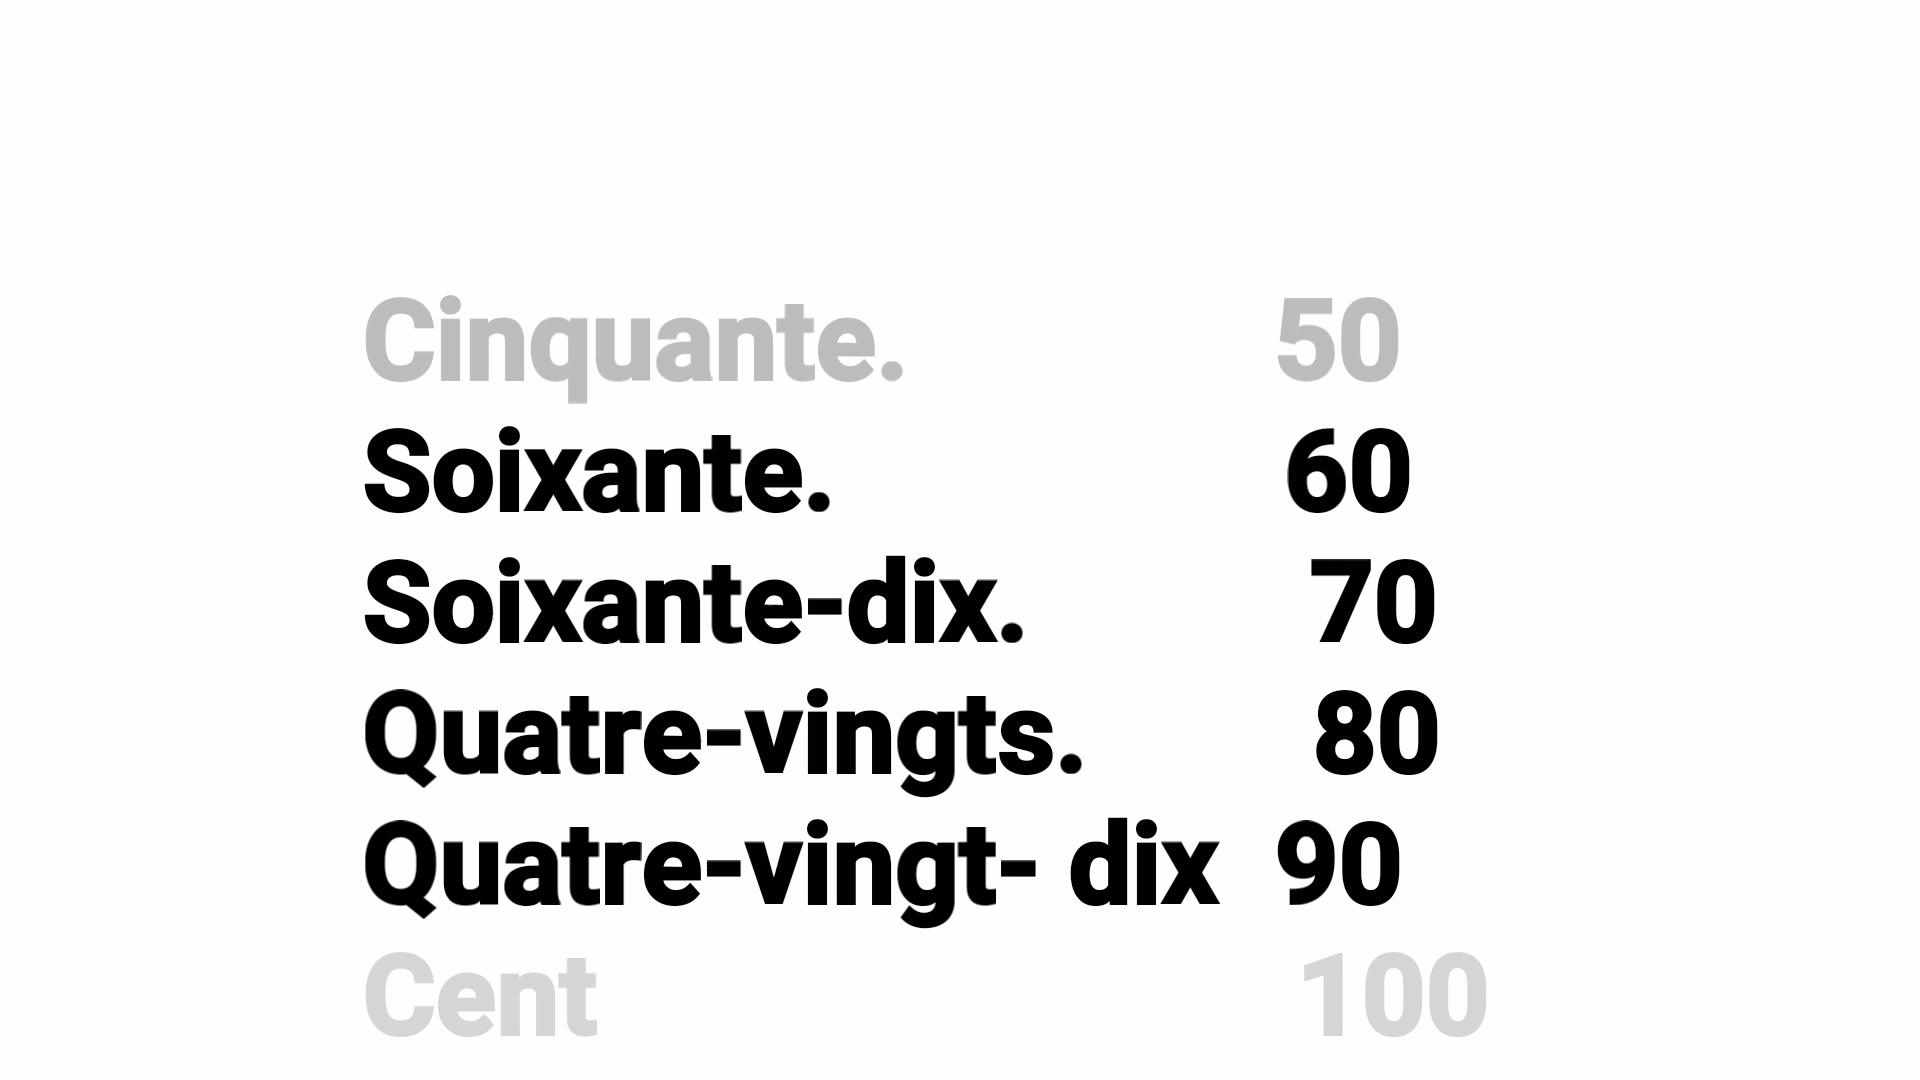 Cinquante. 50
Soixante. 60
Soixante-dix. 70
Quatre-vingts. 80
Quatre-vingt- dix 90
Cent 100